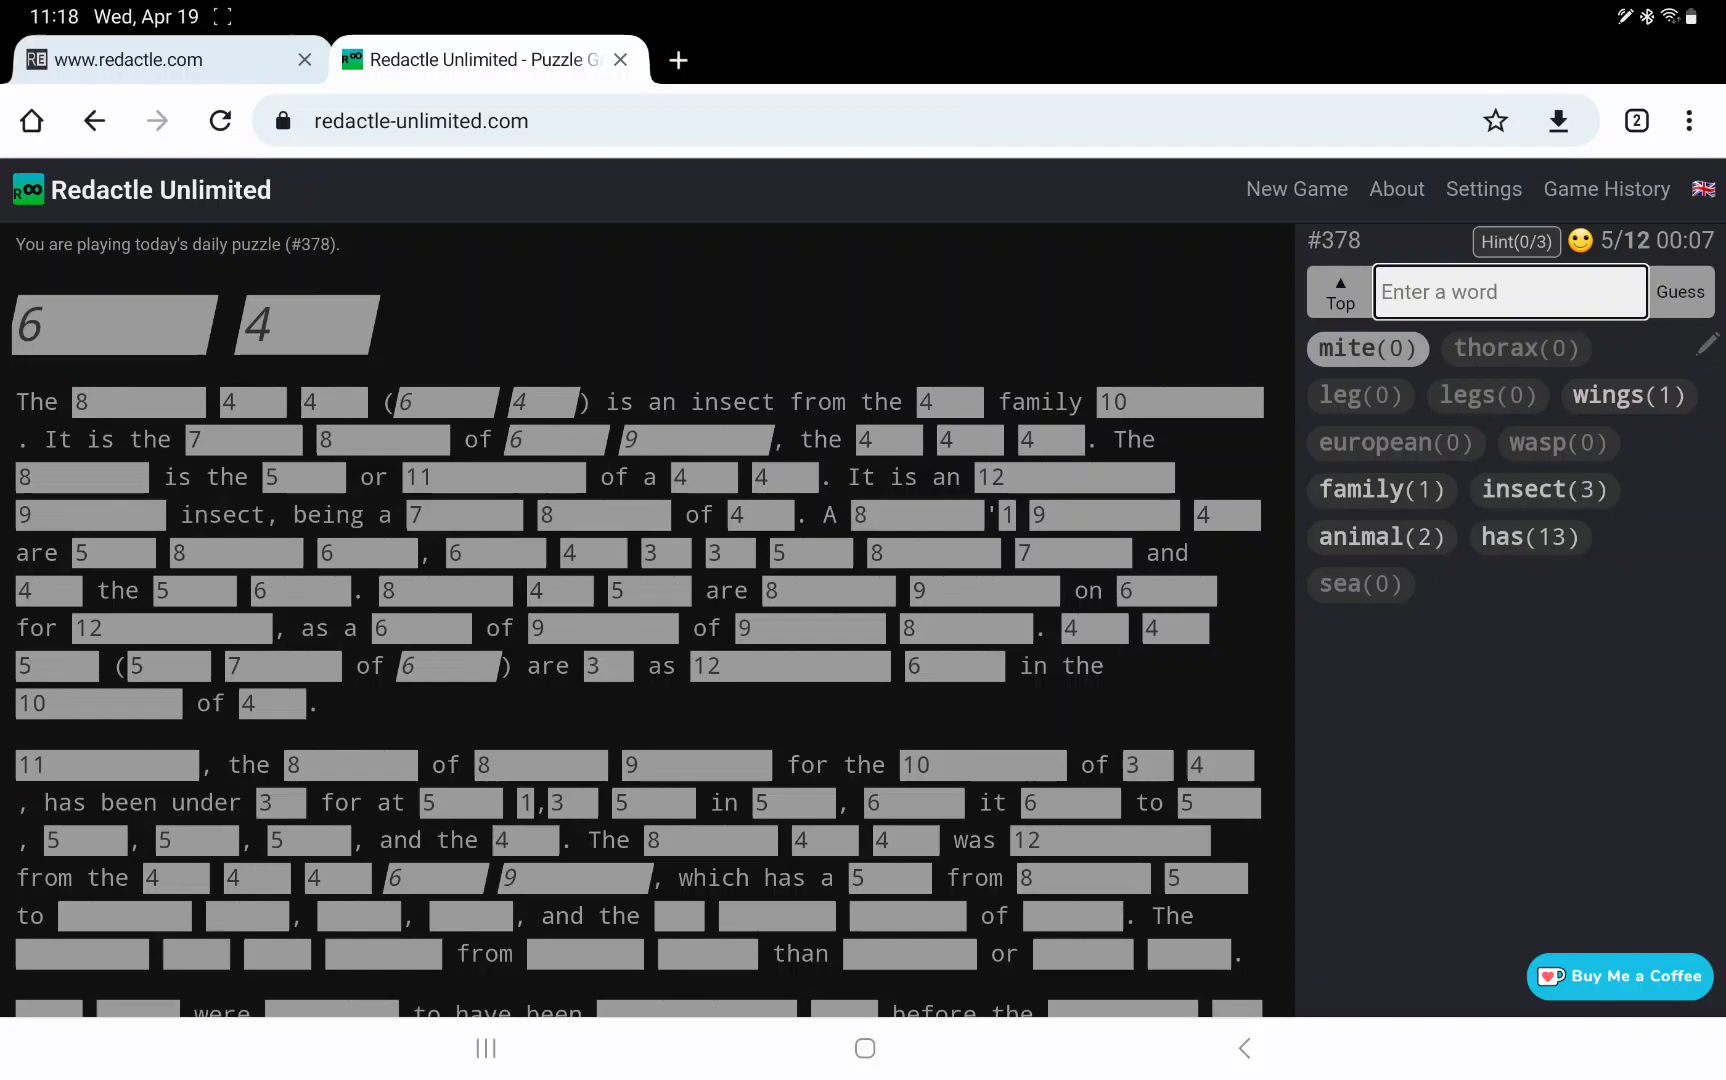 11:18 Wed, Apr 19
www.redactle.com
Redactle Unlimited - Puzzle G
redactle-unlimited.com
2
R∞ Redactle Unlimited
New Game About Settings Game History
You are playing today's daily puzzle (#378).
6 4
The 8 4 4 (6 4) is an insect from the 4 family 10
. It is the 7 8 of 6 9, the 4 4 4. The
8 is the 5 or 11 of a 4 4. It is an 12
9 insect, being a 7 8 of 4. A 8'1 9 4
are 5 8 6, 6 4 3 3 5 8 7 and
4 the 5 6. 8 4 5 are 8 9 on 6
for 12, as a 6 of 9 of 9 8. 4 4
5 (5 7 of 6) are 3 as 12 6 in the
10 of 4.
11, the 8 of 8 9 for the 10 of 3 4
, has been under 3 for at 5 1,3 5 in 5, 6 it 6 to 5
, 5, 5, 5, and the 4. The 8 4 4 was 12
from the 4 4 4 6 9, which has a 5 from 8 5
to , , , and the of . The
from than or .
were to have been before the
#378 Hint(0/3) 5/12 00:07
▲ Top Enter a word Guess
mite(0) thorax(0)
leg(0) legs(0) wings(1)
european(0) wasp(0)
family(1) insect(3)
animal(2) has(13)
sea(0)
Buy Me a Coffee